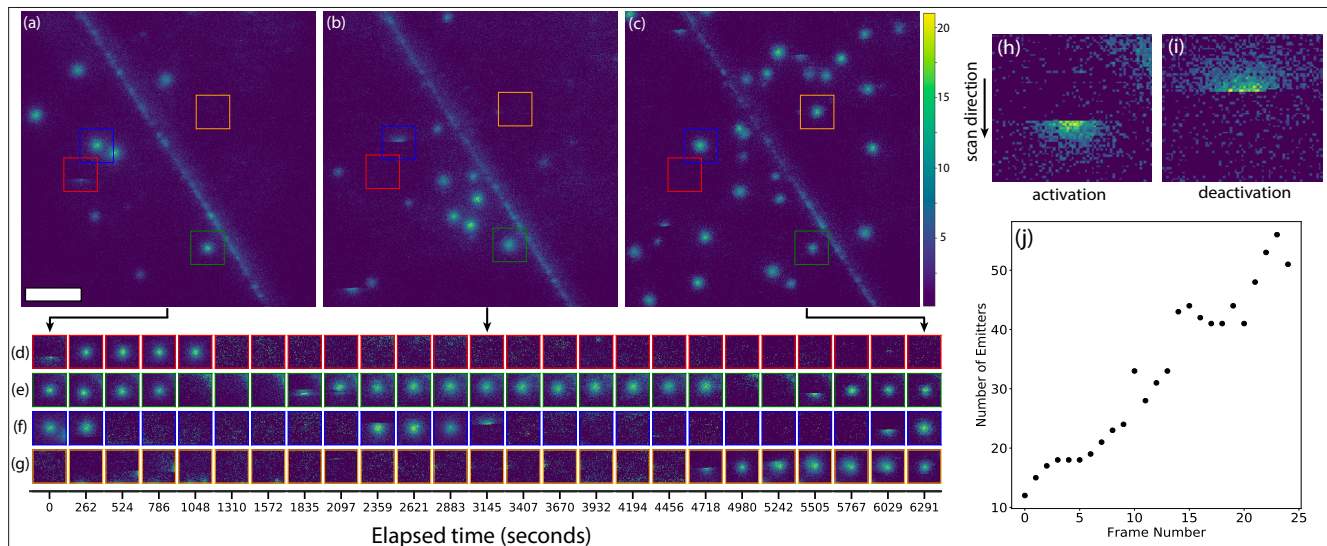 (a) (b) (c)
20
15
10
5
(h) (i)
scan direction
activation deactivation
(d)
(e)
(f)
(g)
0 262 524 786 1048 1310 1572 1835 2097 2359 2621 2883 3145 3407 3670 3932 4194 4456 4718 4980 5242 5505 5767 6029 6291
Elapsed time (seconds)
(j)
Number of Emitters
50
40
30
20
10
0 5 10 15 20 25
Frame Number